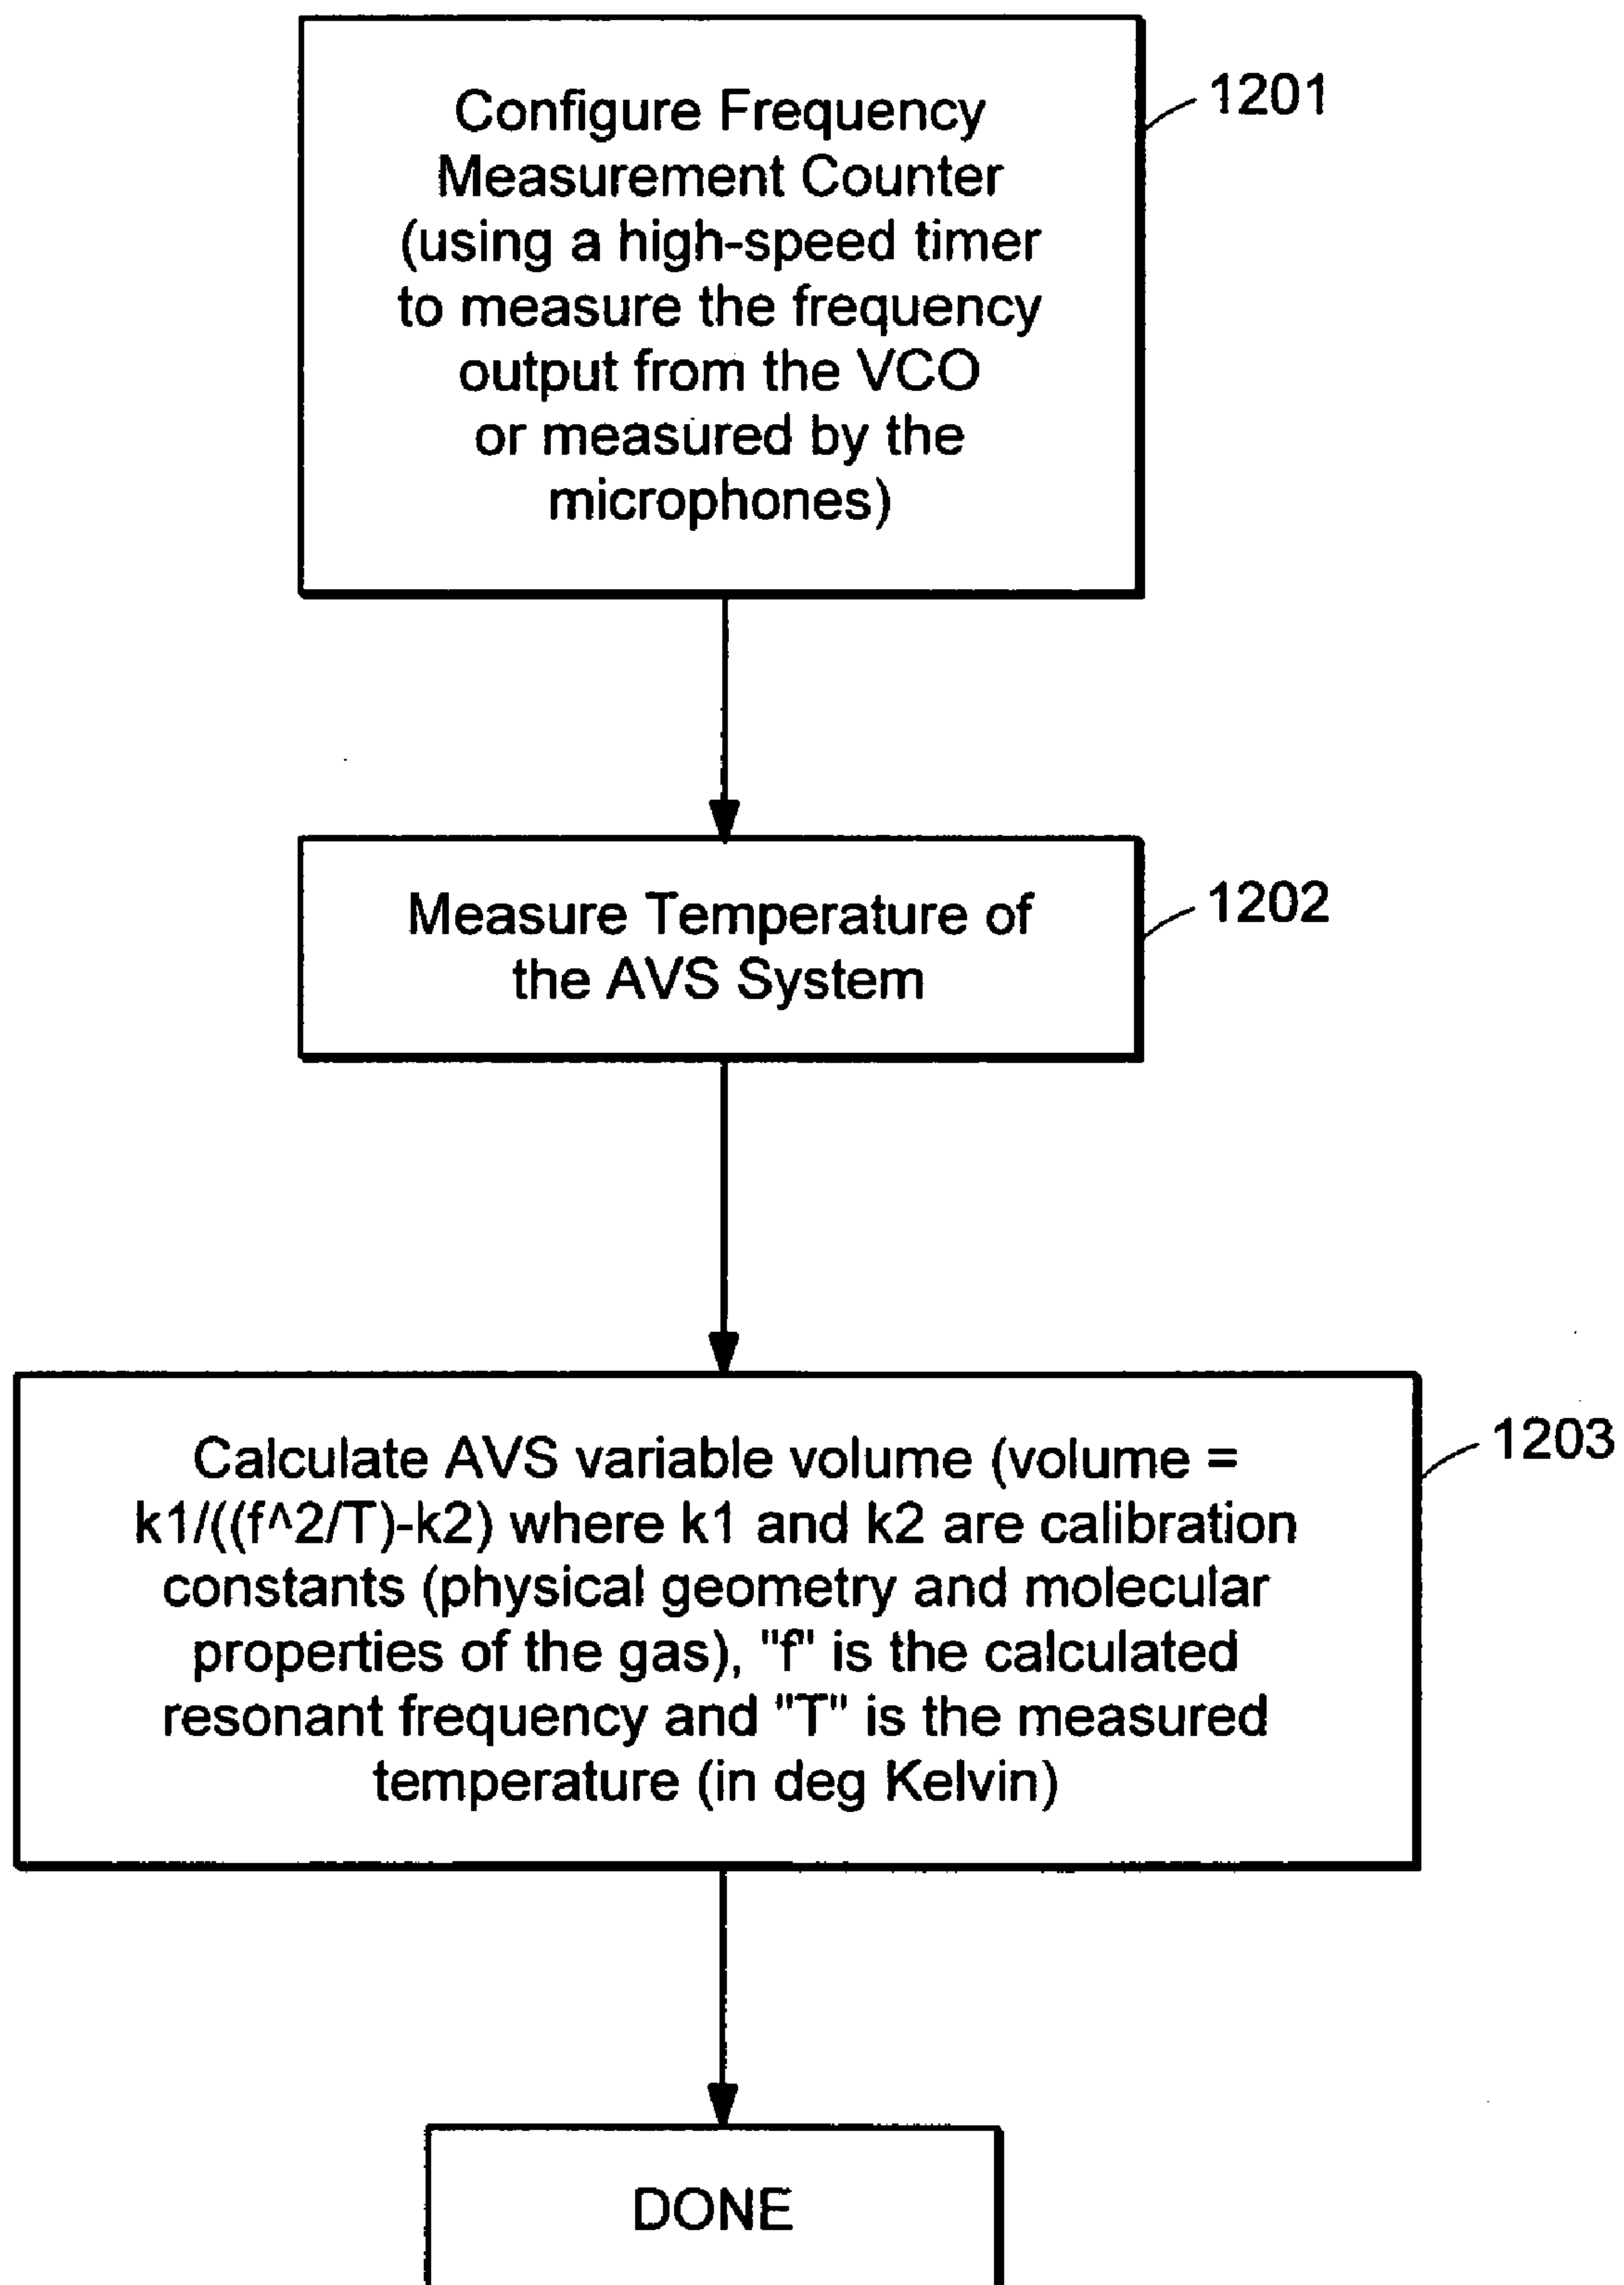 Configure Frequency
Measurement Counter
(using a high-speed timer
to measure the frequency
output from the VCO
or measured by the
microphones)
1201
Measure Temperature of
the AVS System
1202
Calculate AVS variable volume (volume =
k1/((f^2/T)-k2) where k1 and k2 are calibration
constants (physical geometry and molecular
properties of the gas), "f" is the calculated
resonant frequency and "T" is the measured
temperature (in deg Kelvin)
1203
DONE